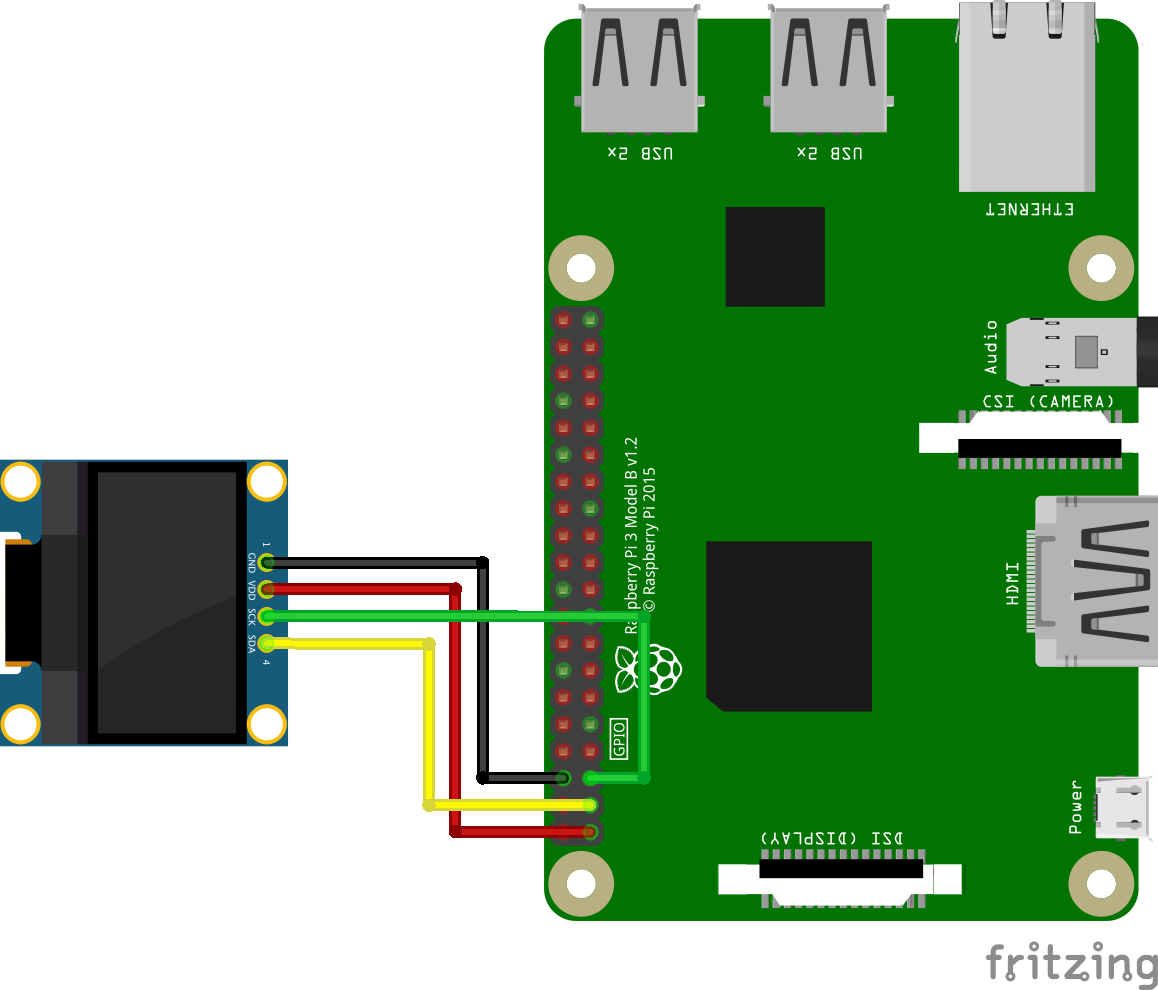 USB 2x
USB 2x
ETHERNET
Audio
CSI (CAMERA)
Raspberry Pi 3 Model B v1.2
© Raspberry Pi 2015
HDMI
1
GND
VDD
SCK
SDA
4
GPIO
Power
DSI (DISPLAY)
fritzing